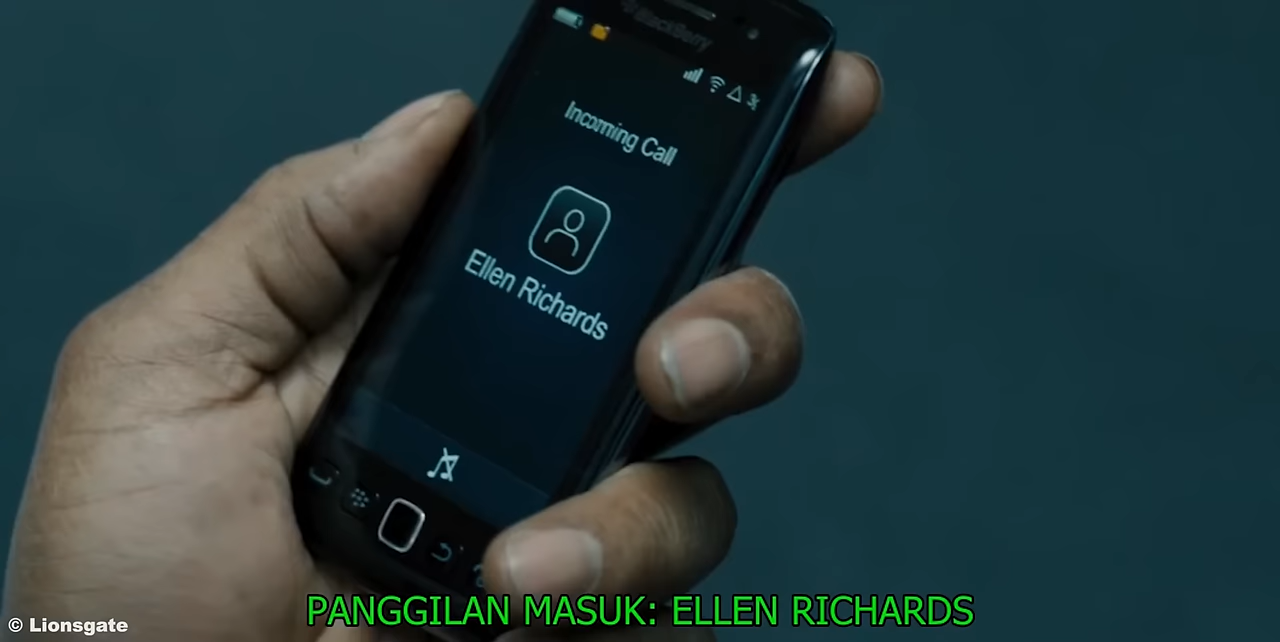 BlackBerry
Incoming Call
Ellen Richards
PANGGILAN MASUK: ELLEN RICHARDS
© Lionsgate